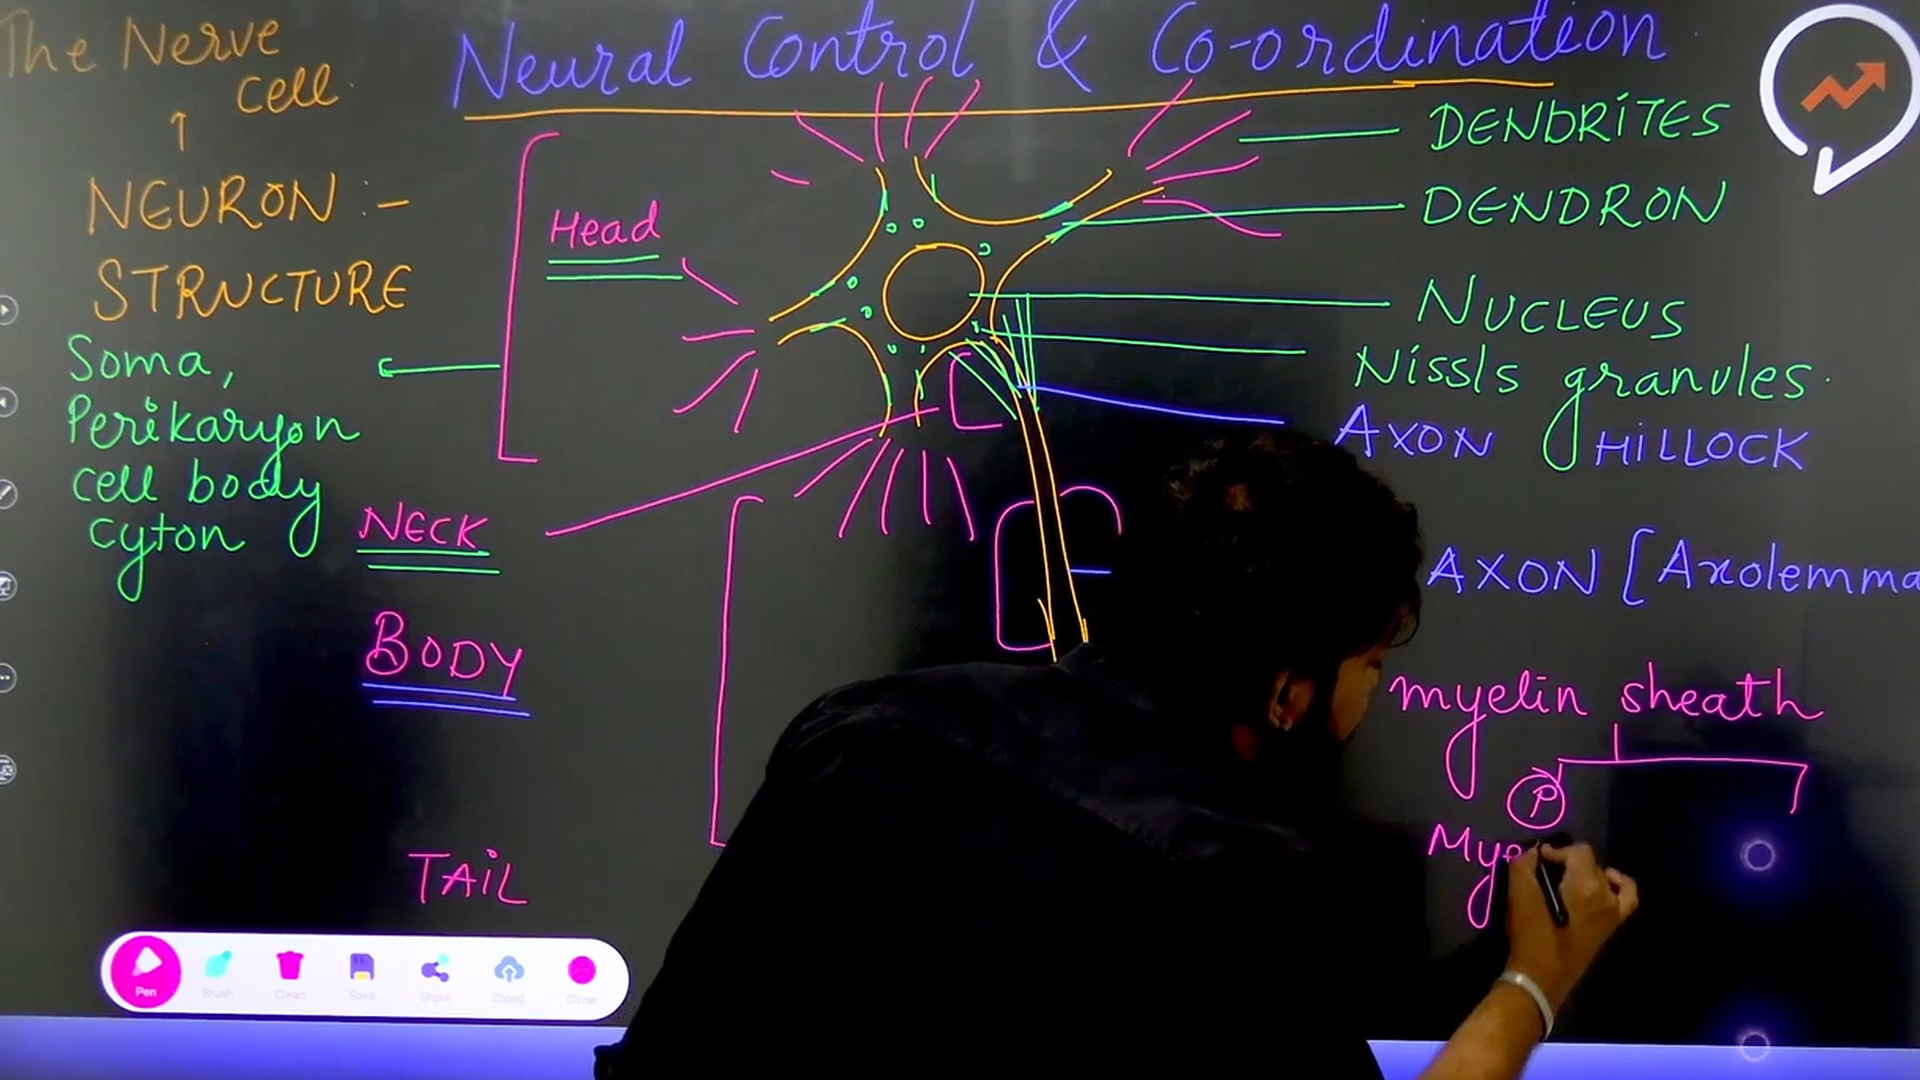 The Nerve
cell.
Neural Control & Co-ordination
NEURON :-
STRUCTURE
Soma,
Perikaryon
cell body
cyton
Head
NECK
BODY
TAIL
DENDRITES
DENDRON
NUCLEUS
Nissls granules.
AXON HILLOCK
AXON [Axolemma
myelin sheath
P
Mye
Pen
Brush
Clean
Save
Share
Cloud
Close